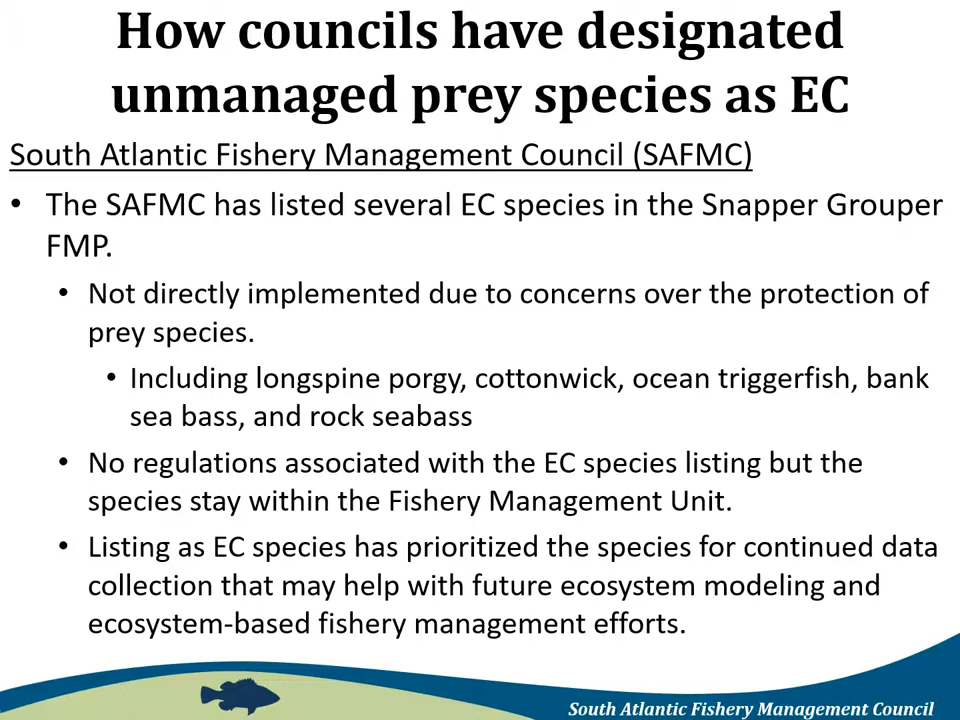 How councils have designated
unmanaged prey species as EC
South Atlantic Fishery Management Council (SAFMC)
• The SAFMC has listed several EC species in the Snapper Grouper
FMP.
• Not directly implemented due to concerns over the protection of
prey species.
• Including longspine porgy, cottonwick, ocean triggerfish, bank
sea bass, and rock seabass
• No regulations associated with the EC species listing but the
species stay within the Fishery Management Unit.
• Listing as EC species has prioritized the species for continued data
collection that may help with future ecosystem modeling and
ecosystem-based fishery management efforts.
South Atlantic Fishery Management Council